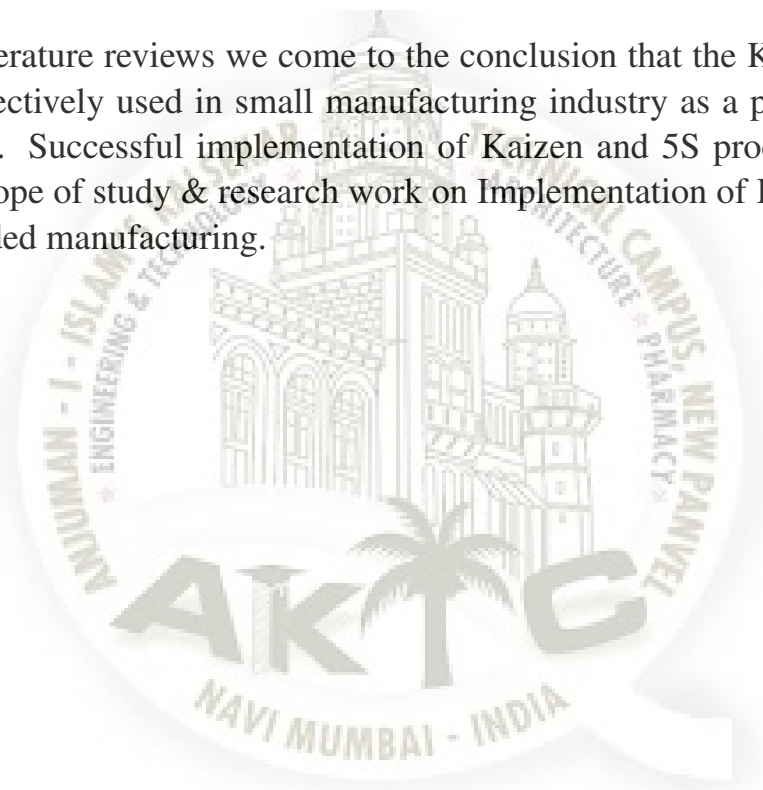 erature reviews we come to the conclusion that the K
ectively used in small manufacturing industry as a p
. Successful implementation of Kaizen and 5S pro
ope of study & research work on Implementation of
ded manufacturing.
ANJUMAN - I - ISLAM TECHNICAL CAMPUS, NEW PANVEL
ENGINEERING & TECHNOLOGY * ARCHITECTURE * PHARMACY *
AKTC
NAVI MUMBAI - INDIA